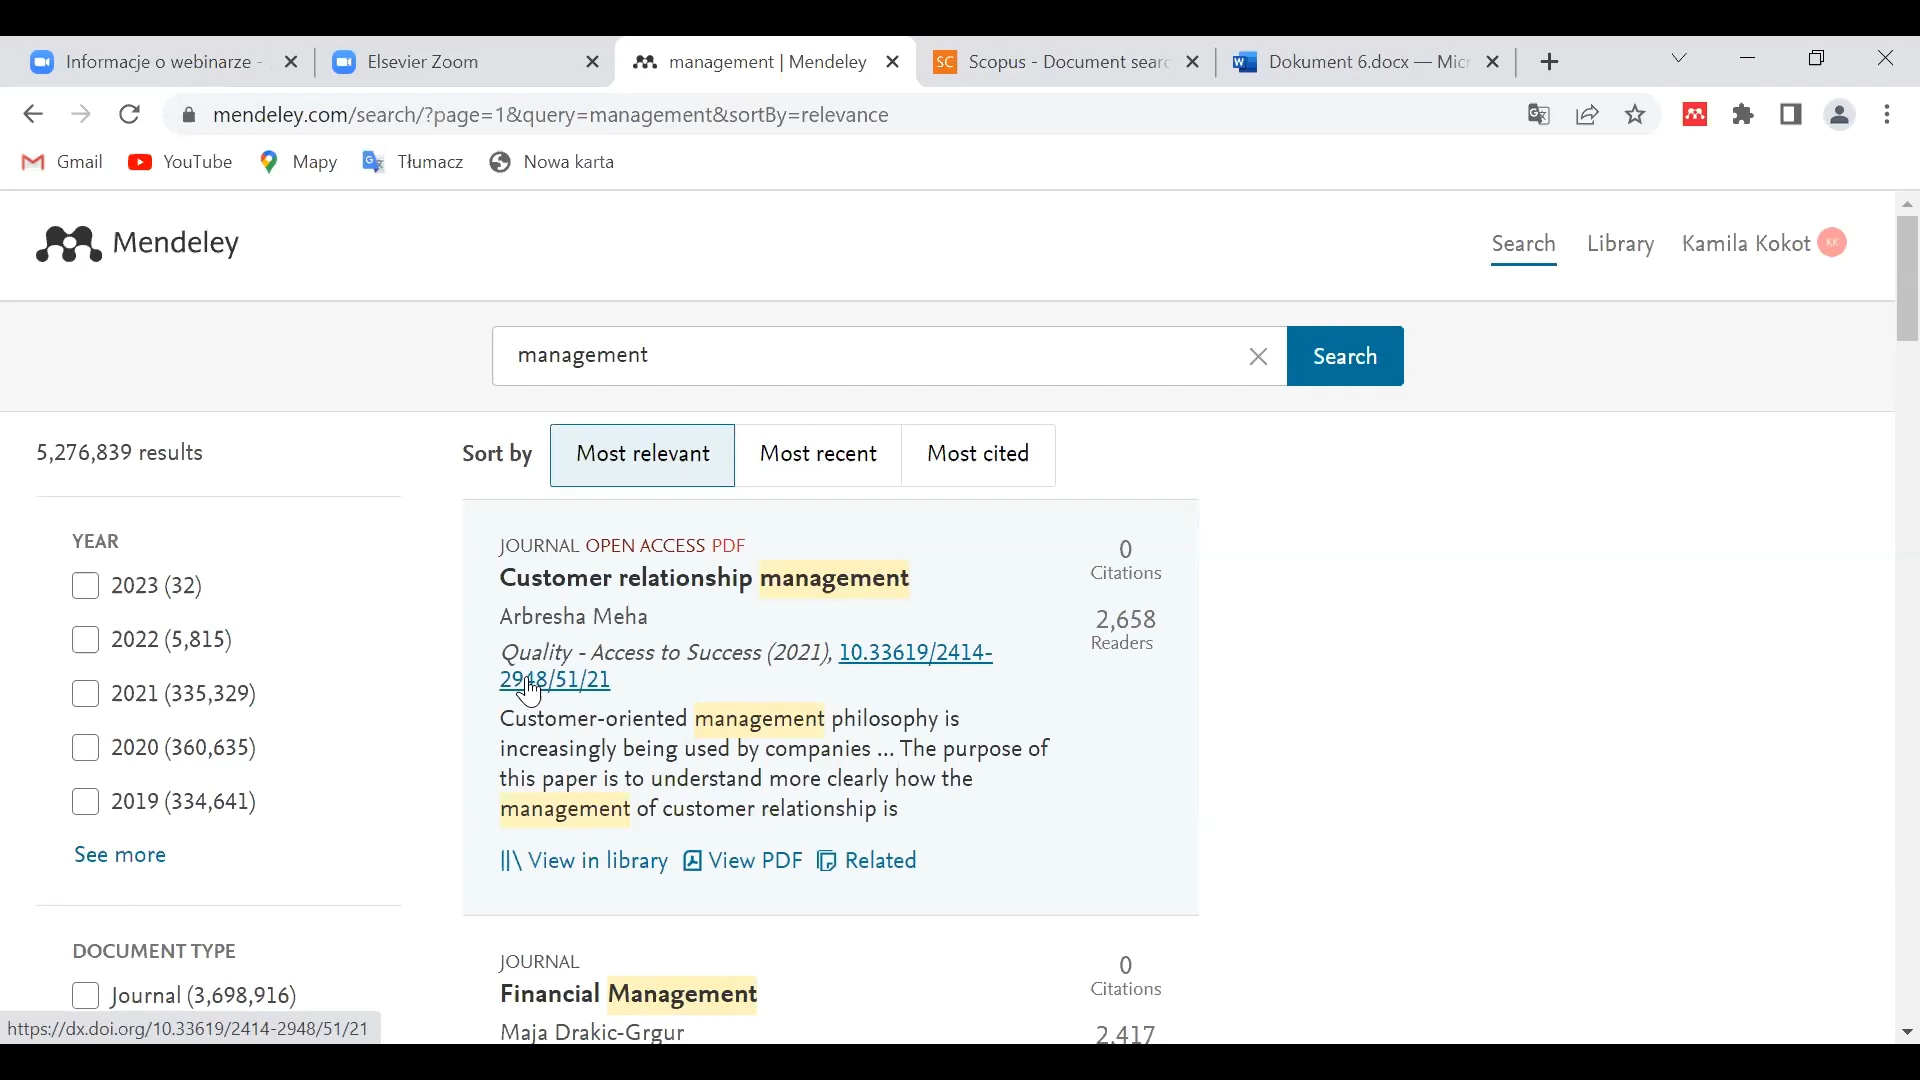 Informacje o webinarze -
Elsevier Zoom
management | Mendeley
SC
Scopus - Document searc
Dokument 6.docx — Micr
mendeley.com/search/?page=1&query=management&sortBy=relevance
Gmail
YouTube
Mapy
Tłumacz
Nowa karta
Mendeley
Search
Library
Kamila Kokot
KK
management
Search
5,276,839 results
Sort by
Most relevant
Most recent
Most cited
YEAR
2023 (32)
2022 (5,815)
2021 (335,329)
2020 (360,635)
2019 (334,641)
See more
DOCUMENT TYPE
Journal (3,698,916)
JOURNAL OPEN ACCESS PDF
Customer relationship management
Arbresha Meha
Quality - Access to Success (2021), 10.33619/2414-
2948/51/21
Customer-oriented management philosophy is
increasingly being used by companies ... The purpose of
this paper is to understand more clearly how the
management of customer relationship is
View in library
View PDF
Related
0
Citations
2,658
Readers
JOURNAL
Financial Management
Maja Drakic-Grgur
0
Citations
2,417
https://dx.doi.org/10.33619/2414-2948/51/21